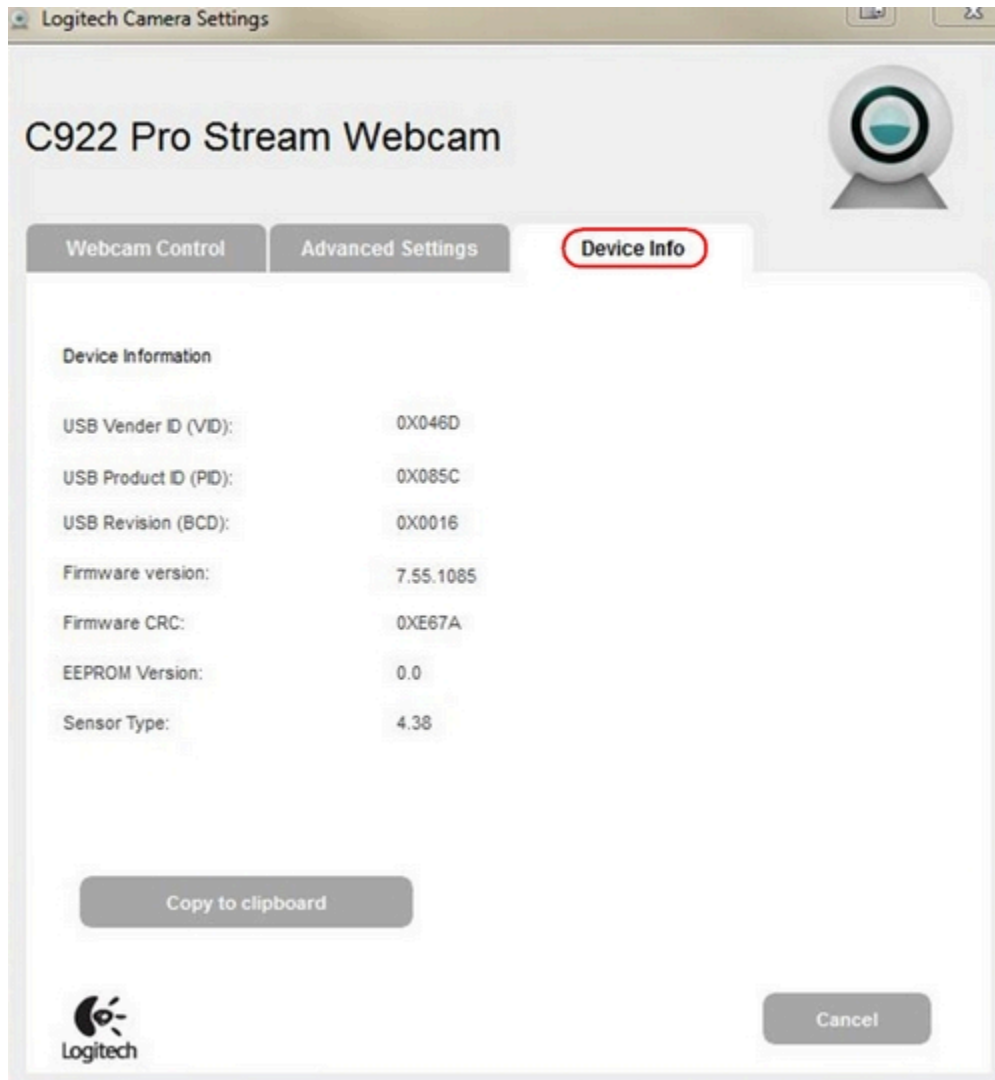 Logitech Camera Settings
C922 Pro Stream Webcam
Webcam Control Advanced Settings Device Info
Device Information
USB Vender ID (VID): 0X046D
USB Product ID (PID): 0X085C
USB Revision (BCD): 0X0016
Firmware version: 7.55.1085
Firmware CRC: 0XE67A
EEPROM Version: 0.0
Sensor Type: 4.38
Copy to clipboard
Cancel
Logitech